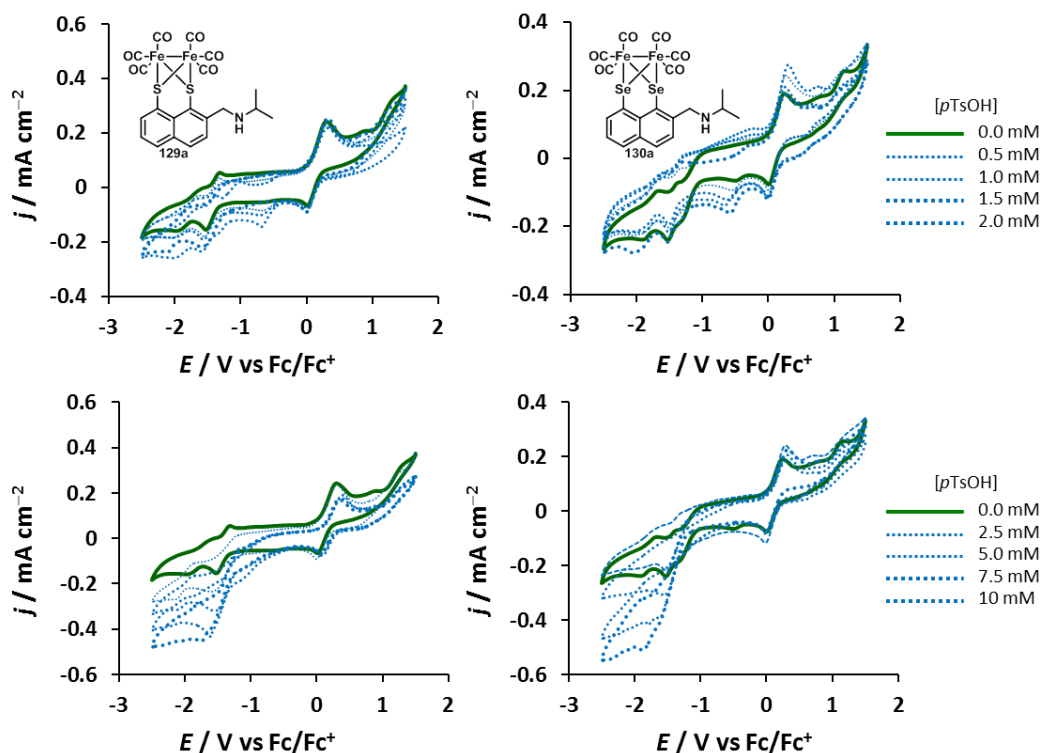 0.6
0.4
0.2
0
-0.2
-0.4
-3
-2
-1
0
1
2
j / mA cm⁻²
E / V vs Fc/Fc⁺
CO
CO
OC
Fe
Fe
CO
OC
CO
S
S
N
H
129a
0.4
0.2
0
-0.2
-0.4
-3
-2
-1
0
1
2
j / mA cm⁻²
E / V vs Fc/Fc⁺
CO
CO
OC
Fe
Fe
CO
OC
CO
Se
Se
N
H
130a
[pTsOH]
0.0 mM
0.5 mM
1.0 mM
1.5 mM
2.0 mM
0.6
0.4
0.2
0
-0.2
-0.4
-0.6
-3
-2
-1
0
1
2
j / mA cm⁻²
E / V vs Fc/Fc⁺
0.4
0.2
0
-0.2
-0.4
-0.6
-3
-2
-1
0
1
2
j / mA cm⁻²
E / V vs Fc/Fc⁺
[pTsOH]
0.0 mM
2.5 mM
5.0 mM
7.5 mM
10 mM